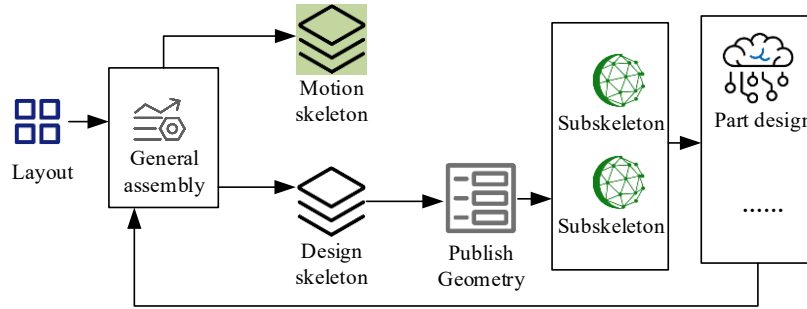 Layout
General
assembly
Motion
skeleton
Design
skeleton
Publish
Geometry
Subskeleton
Subskeleton
Part design
......